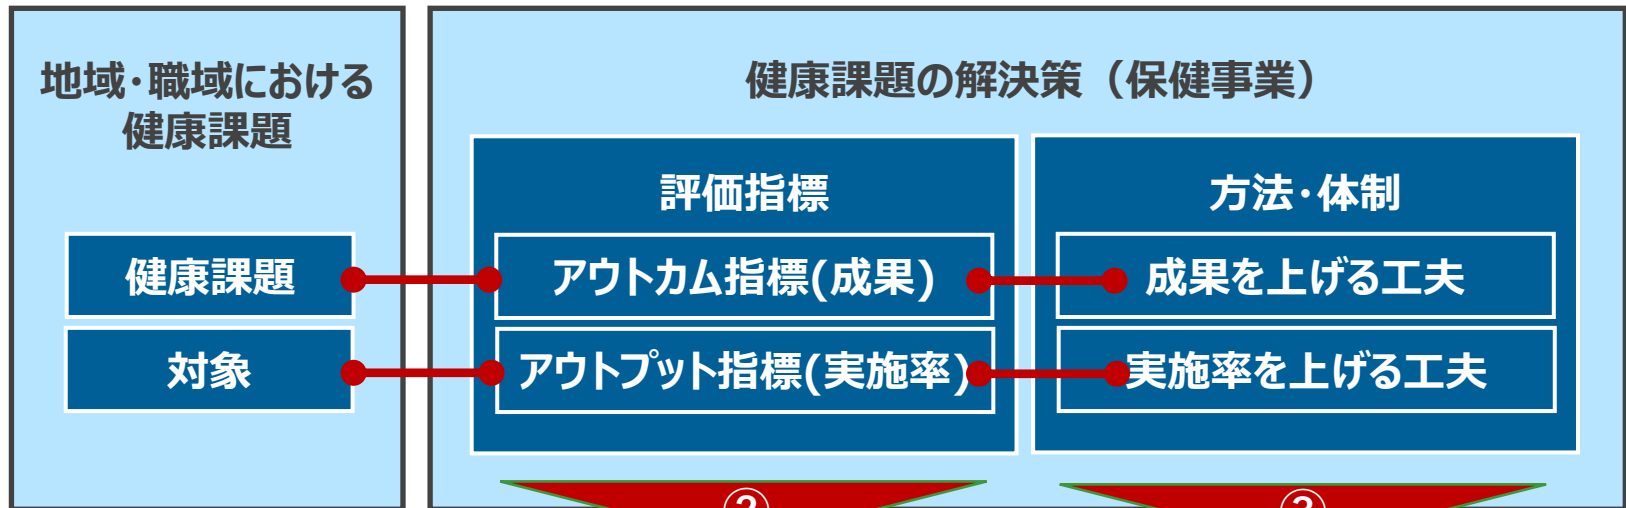 地域・職域における
健康課題
健康課題
対象
健康課題の解決策（保健事業）
評価指標
アウトカム指標(成果)
アウトプット指標(実施率)
方法・体制
成果を上げる工夫
実施率を上げる工夫